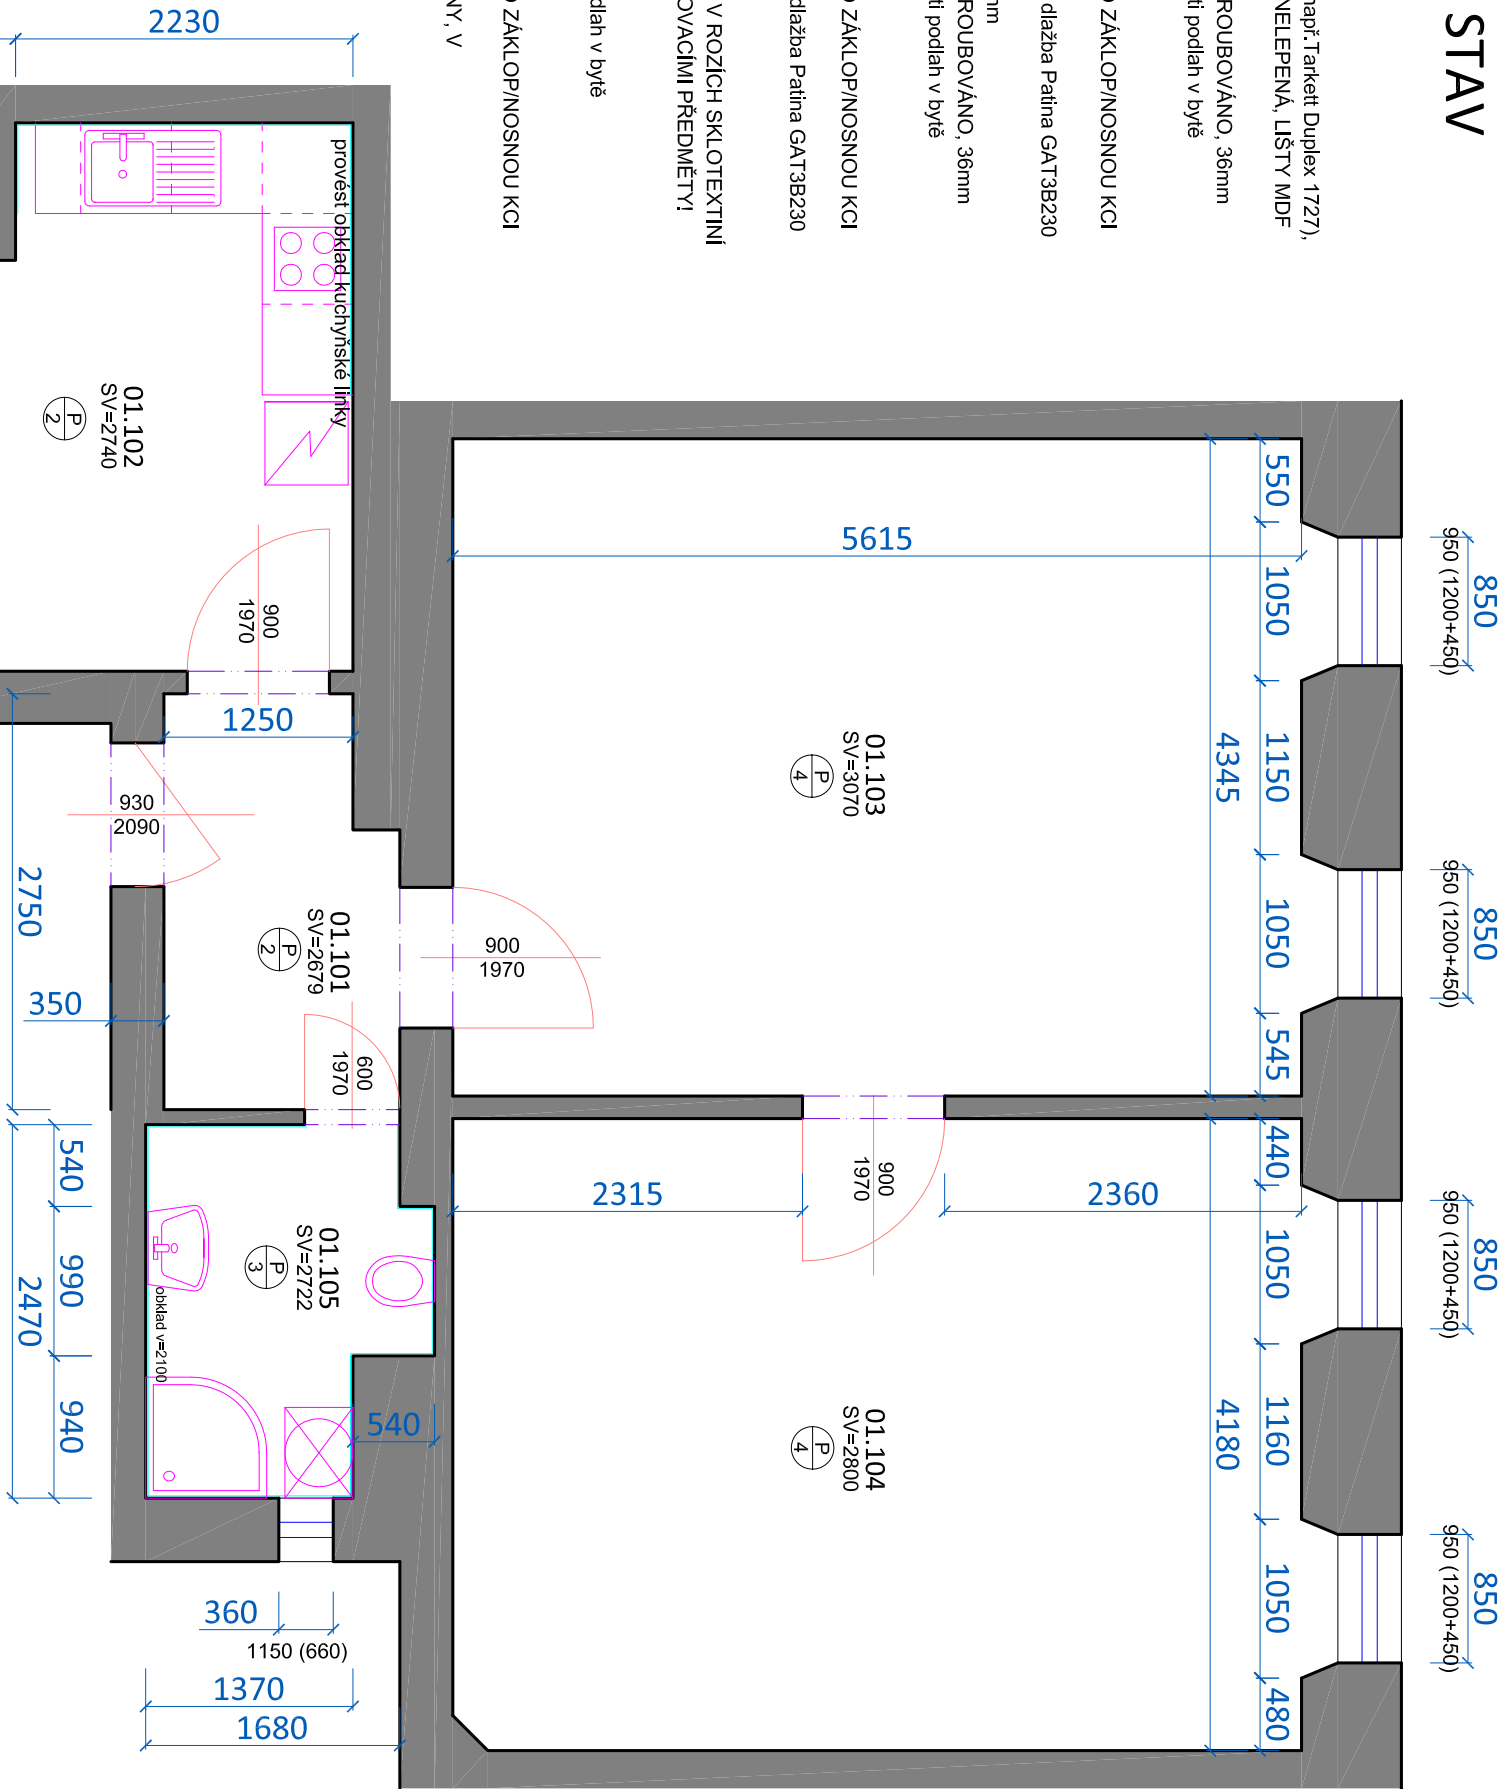 STAV
např.Tarkett Duplex 1727),
NELEPENÁ, LIŠTY MDF
ROUBOVÁNO, 36mm
ti podlah v bytě
O ZÁKLOP/NOSNOU KCI
dlažba Patina GAT3B230
nm
ROUBOVÁNO, 36mm
ti podlah v bytě
O ZÁKLOP/NOSNOU KCI
dlažba Patina GAT3B230
V ROZÍCH SKLOTEXTINÍ
OVACÍMI PŘEDMĚTY!
dlah v bytě
O ZÁKLOP/NOSNOU KCI
NY, V
850
950 (1200+450)
850
950 (1200+450)
850
950 (1200+450)
850
950 (1200+450)
550
1050
1150
1050
545
440
1050
1160
1050
480
4345
4180
5615
2315
2360
01.103
SV=3070
P
4
01.104
SV=2800
P
4
900
1970
900
1970
2230
provést obklad kuchyňské linky
01.102
SV=2740
P
2
900
1970
1250
930
2090
01.101
SV=2679
P
2
600
1970
2750
350
01.105
SV=2722
P
3
obklad v=2100
540
540
990
940
2470
360
1150 (660)
1370
1680